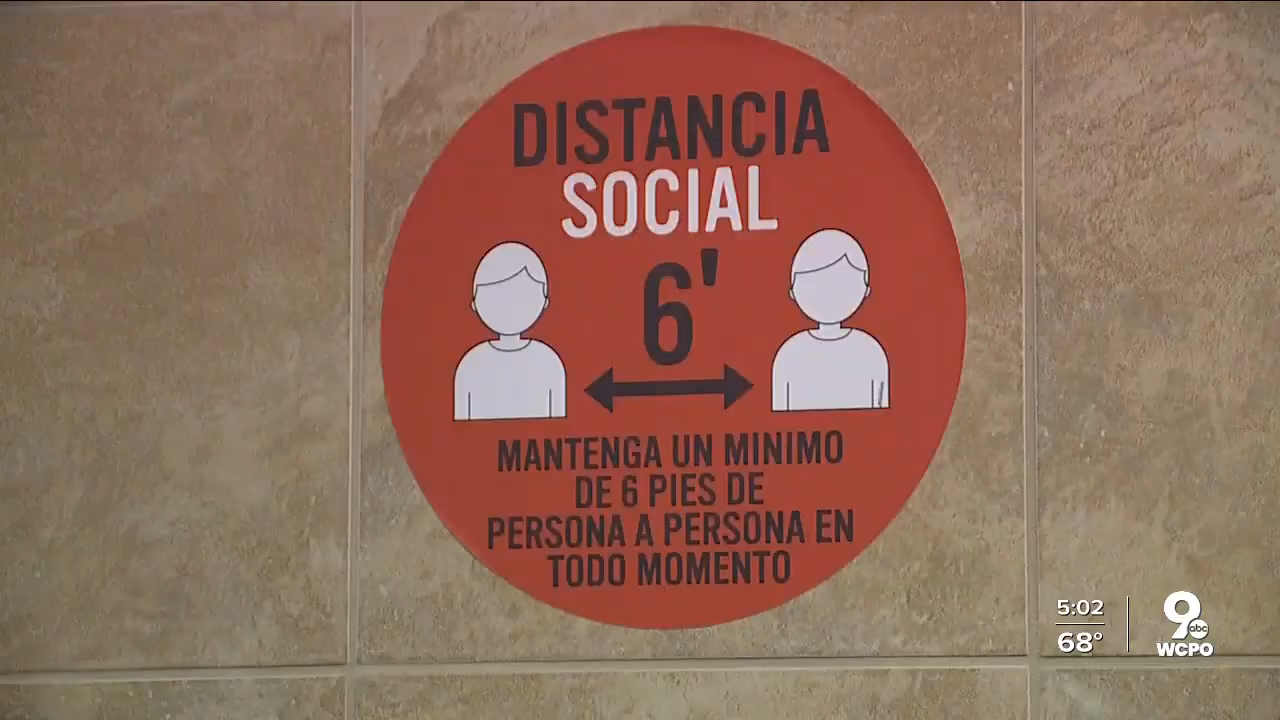 DISTANCIA
SOCIAL
6'
MANTENGA UN MINIMO
DE 6 PIES DE
PERSONA A PERSONA EN
TODO MOMENTO
5:02
68°
9
abc
WCPO